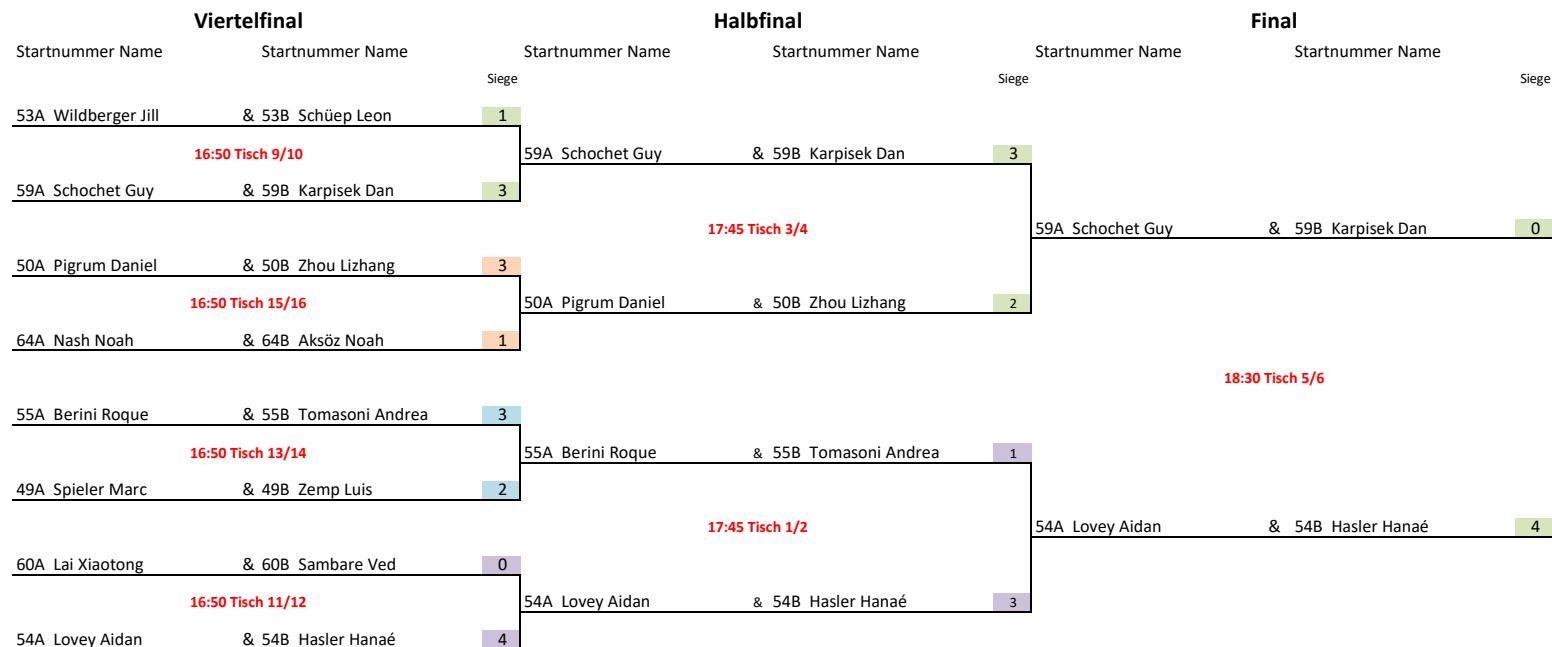 Viertelfinal Halbfinal Final
Startnummer Name Startnummer Name Startnummer Name Startnummer Name Startnummer Name Startnummer Name
Siege Siege Siege
53A Wildberger Jill & 53B Schüep Leon 1
16:50 Tisch 9/10 59A Schochet Guy & 59B Karpisek Dan 3
59A Schochet Guy & 59B Karpisek Dan 3
17:45 Tisch 3/4 59A Schochet Guy & 59B Karpisek Dan 0
50A Pigrum Daniel & 50B Zhou Lizhang 3
16:50 Tisch 15/16 50A Pigrum Daniel & 50B Zhou Lizhang 2
64A Nash Noah & 64B Aksöz Noah 1
18:30 Tisch 5/6
55A Berini Roque & 55B Tomasoni Andrea 3
16:50 Tisch 13/14 55A Berini Roque & 55B Tomasoni Andrea 1
49A Spieler Marc & 49B Zemp Luis 2
17:45 Tisch 1/2 54A Lovey Aidan & 54B Hasler Hanaé 4
60A Lai Xiaotong & 60B Sambare Ved 0
16:50 Tisch 11/12 54A Lovey Aidan & 54B Hasler Hanaé 3
54A Lovey Aidan & 54B Hasler Hanaé 4